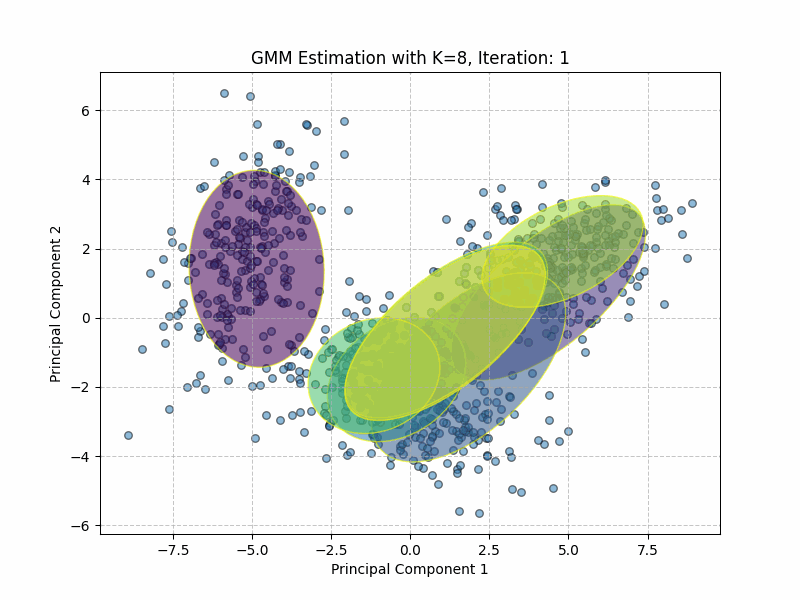 GMM Estimation with K=8, Iteration: 1
6
4
2
0
−2
−4
−6
Principal Component 2
−7.5 −5.0 −2.5 0.0 2.5 5.0 7.5
Principal Component 1